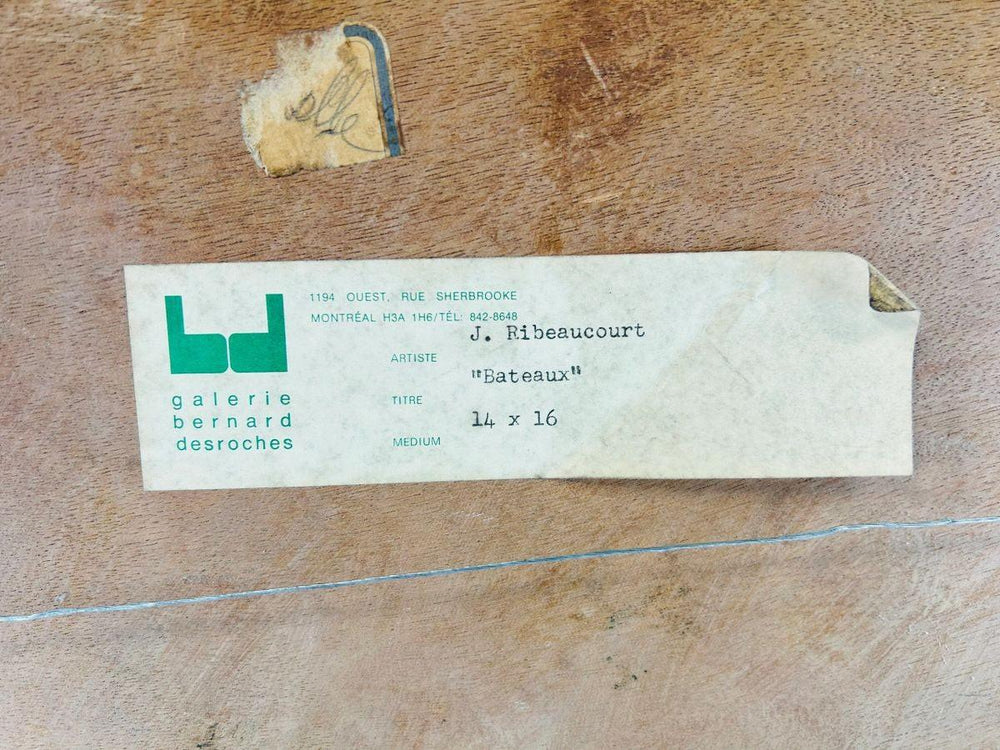 1194 OUEST, RUE SHERBROOKE
MONTRÉAL H3A 1H6/TÉL: 842-8648
galerie
bernard
desroches
J. Ribeaucourt
ARTISTE
"Bateaux"
TITRE
14 x 16
MEDIUM